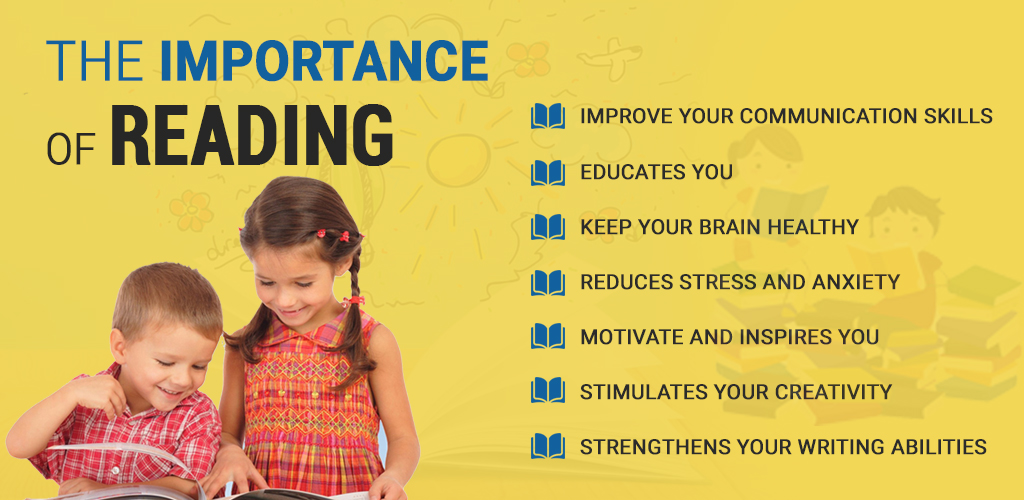 THE IMPORTANCE
OF READING
IMPROVE YOUR COMMUNICATION SKILLS
EDUCATES YOU
KEEP YOUR BRAIN HEALTHY
REDUCES STRESS AND ANXIETY
MOTIVATE AND INSPIRES YOU
STIMULATES YOUR CREATIVITY
STRENGTHENS YOUR WRITING ABILITIES